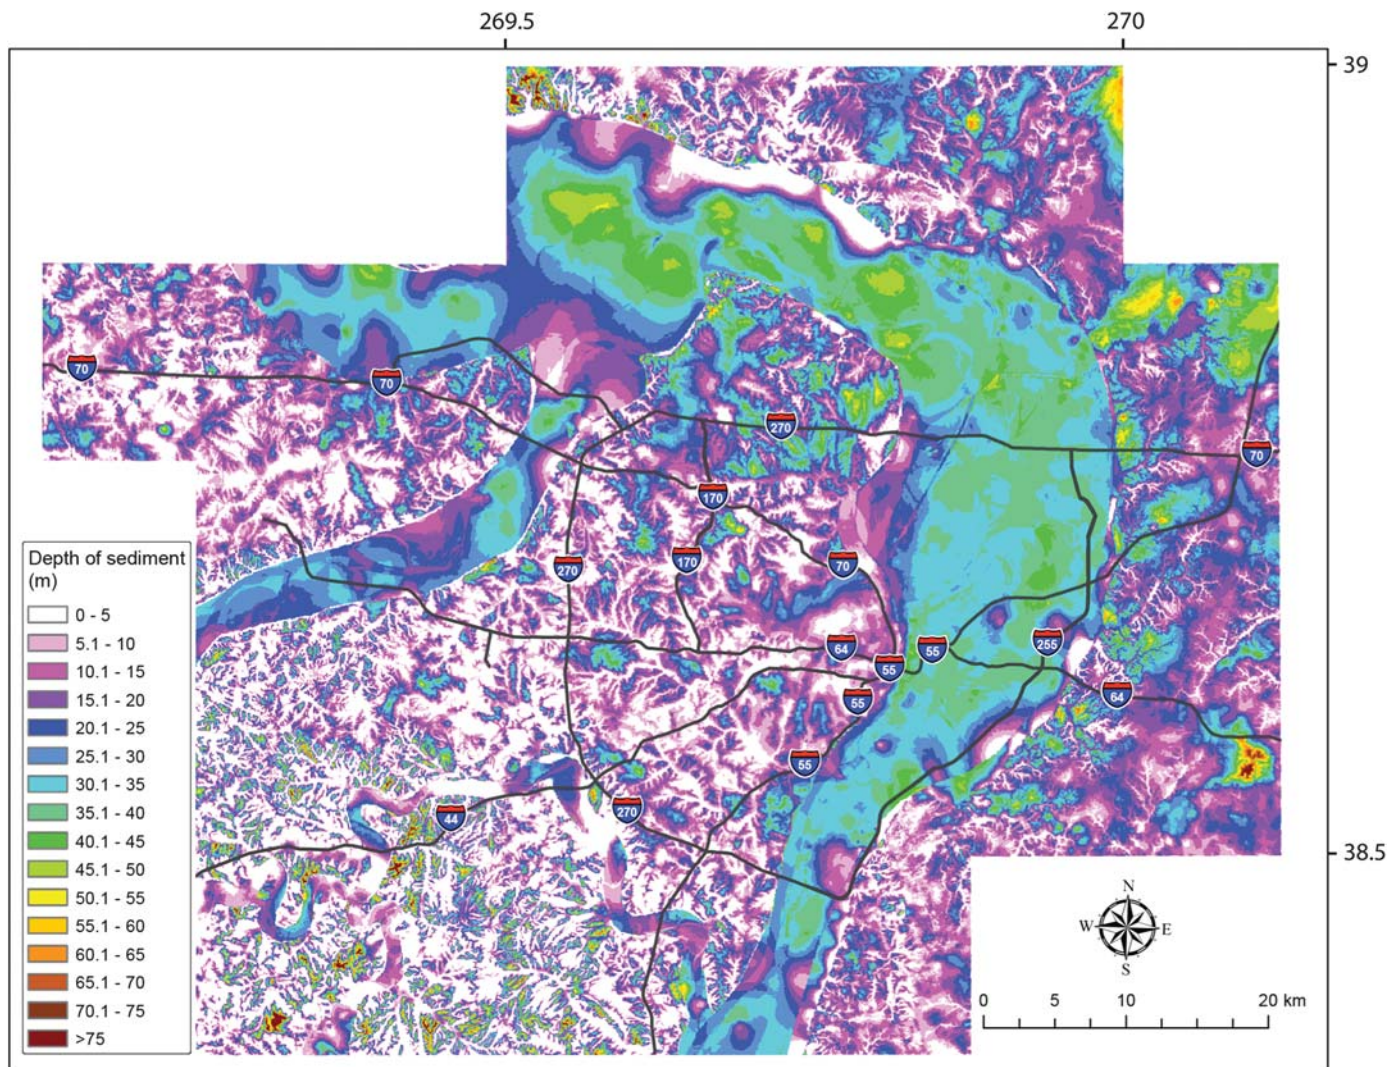 269.5
270
39
70
70
270
70
170
270
170
70
64
55
55
255
55
64
55
44
270
38.5
Depth of sediment
(m)
0 - 5
5.1 - 10
10.1 - 15
15.1 - 20
20.1 - 25
25.1 - 30
30.1 - 35
35.1 - 40
40.1 - 45
45.1 - 50
50.1 - 55
55.1 - 60
60.1 - 65
65.1 - 70
70.1 - 75
>75
N
W
E
S
0
5
10
20 km